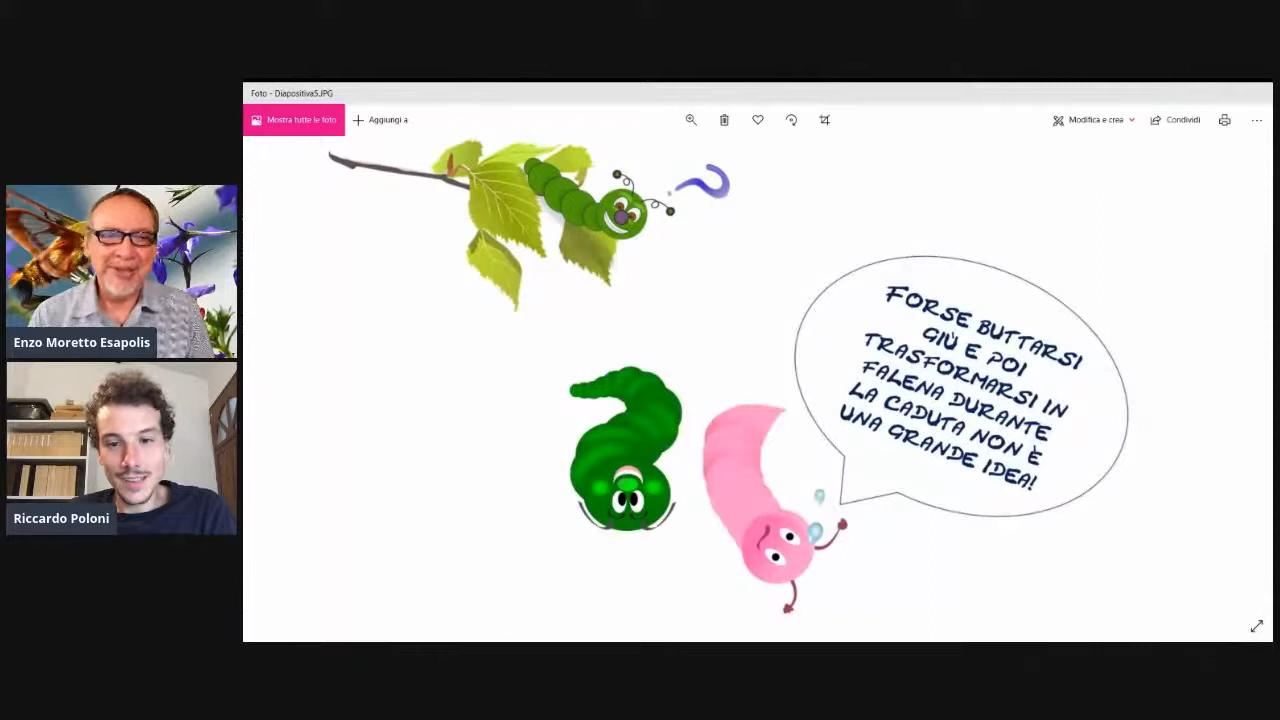 Foto - Diapositiva5.JPG
Mostra tutte le foto
Aggiungi a
Modifica e crea
Condividi
?
FORSE BUTTARSI
GIÙ E POI
TRASFORMARSI IN
FALENA DURANTE
LA CADUTA NON È
UNA GRANDE IDEA!
Enzo Moretto Esapolis
Riccardo Poloni